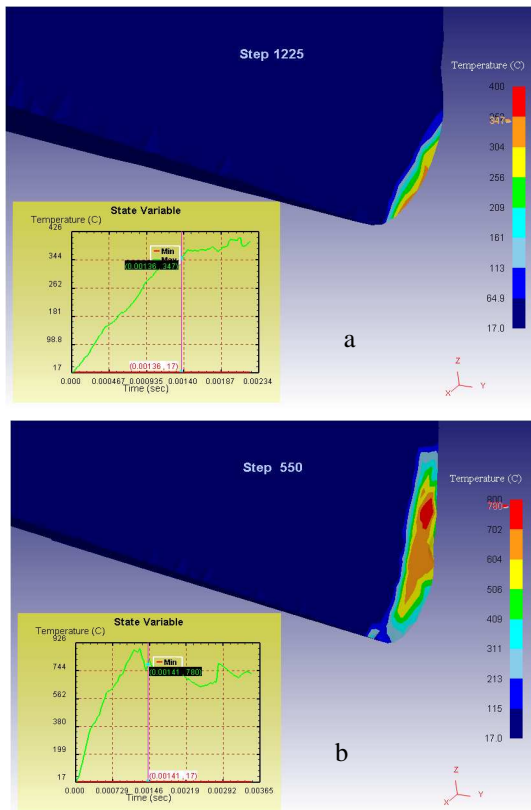 Step 1225
Temperature (C)
400
347
304
256
209
161
113
64.9
17.0
State Variable
Temperature (C)
426
344
262
181
98.8
17
Min
Max
(0.00136 , 347)
(0.00136 , 17)
0.000 0.000467 0.000935 0.00140 0.00187 0.00234
Time (sec)
a
Z
X Y
Step 550
Temperature (C)
800
780
702
604
506
409
311
213
115
17.0
State Variable
Temperature (C)
926
744
562
380
199
17
Min
(0.00141 , 780)
(0.00141 , 17)
0.000 0.000729 0.00146 0.00219 0.00292 0.00365
Time (sec)
b
Z
X Y